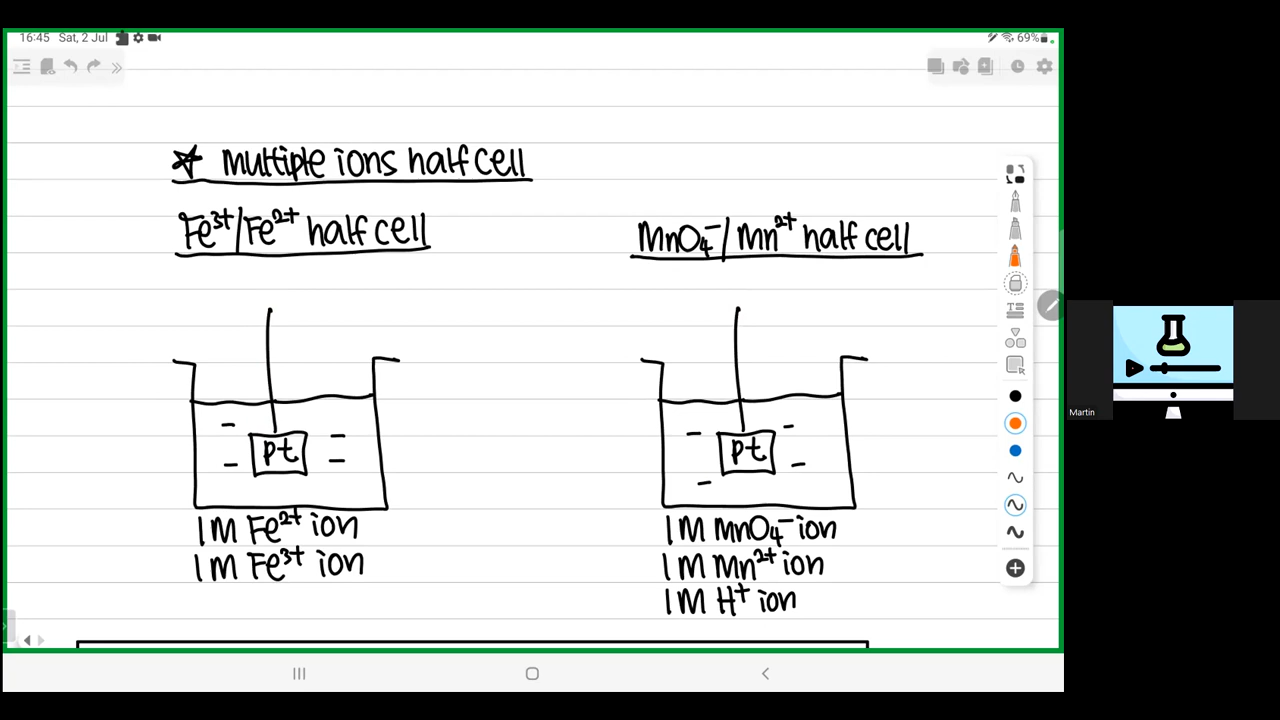 16:45 Sat, 2 Jul
69%
★ multiple ions half cell
Fe³⁺/Fe²⁺ half cell
MnO₄⁻/Mn²⁺ half cell
pt
pt
1M Fe²⁺ ion
1M Fe³⁺ ion
1M MnO₄⁻ ion
1M Mn²⁺ ion
1M H⁺ ion
Martin